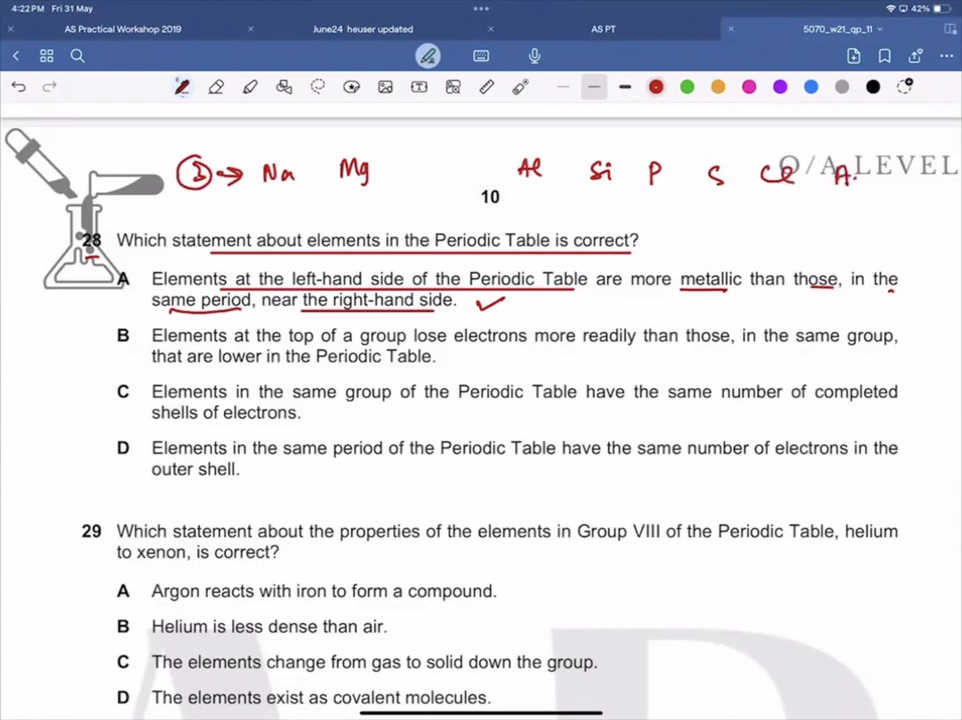 4:22 PM Fri 31 May
42%
AS Practical Workshop 2019
June24 heuser updated
AS PT
5070_w21_qp_11
3 → Na Mg Al Si P S Cl A
O/A LEVEL
10
28 Which statement about elements in the Periodic Table is correct?
A Elements at the left-hand side of the Periodic Table are more metallic than those, in the
same period, near the right-hand side.
B Elements at the top of a group lose electrons more readily than those, in the same group,
that are lower in the Periodic Table.
C Elements in the same group of the Periodic Table have the same number of completed
shells of electrons.
D Elements in the same period of the Periodic Table have the same number of electrons in the
outer shell.
29 Which statement about the properties of the elements in Group VIII of the Periodic Table, helium
to xenon, is correct?
A Argon reacts with iron to form a compound.
B Helium is less dense than air.
C The elements change from gas to solid down the group.
D The elements exist as covalent molecules.